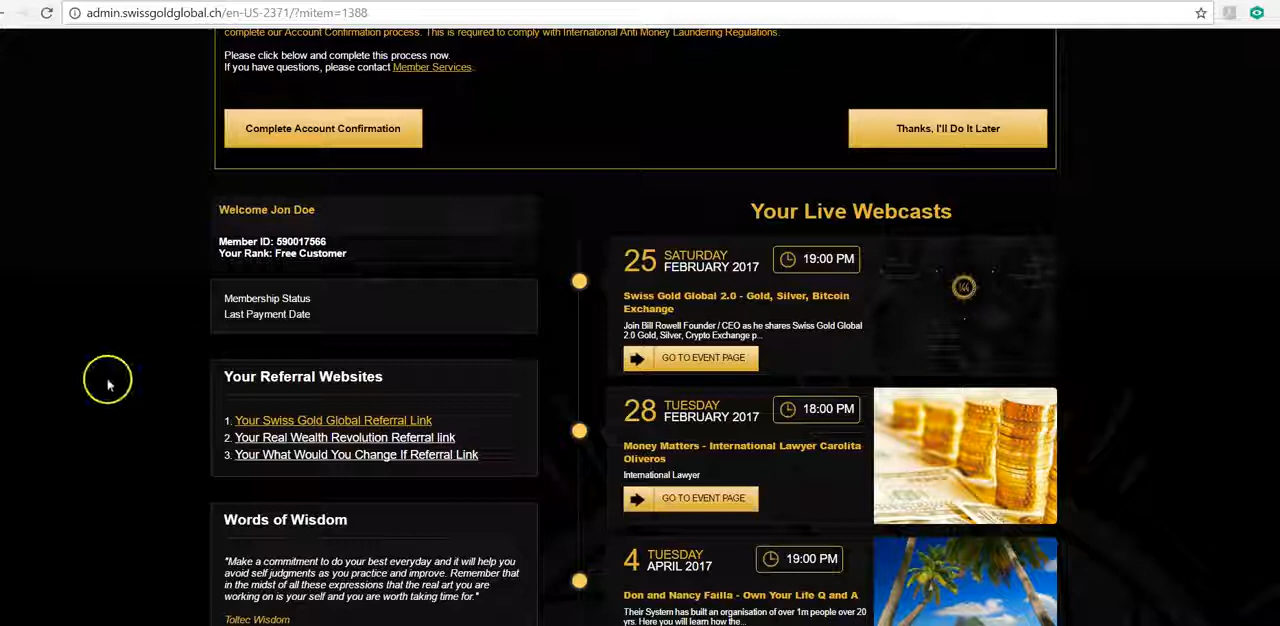 admin.swissgoldglobal.ch/en-US-2371/?mitem=1388
complete our Account Confirmation process. This is required to comply with International Anti Money Laundering Regulations.
Please click below and complete this process now.
If you have questions, please contact Member Services.
Complete Account Confirmation
Thanks, I'll Do It Later
Welcome Jon Doe
Member ID: 590017566
Your Rank: Free Customer
Membership Status
Last Payment Date
Your Referral Websites
1. Your Swiss Gold Global Referral Link
2. Your Real Wealth Revolution Referral link
3. Your What Would You Change If Referral Link
Words of Wisdom
"Make a commitment to do your best everyday and it will help you
avoid self judgments as you practice and improve. Remember that
in the midst of all these expressions that the real art you are
working on is your self and you are worth taking time for."
Toltec Wisdom
Your Live Webcasts
25 SATURDAY
FEBRUARY 2017
19:00 PM
Swiss Gold Global 2.0 - Gold, Silver, Bitcoin
Exchange
Join Bill Rowell Founder / CEO as he shares Swiss Gold Global
2.0 Gold, Silver, Crypto Exchange p...
GO TO EVENT PAGE
144
28 TUESDAY
FEBRUARY 2017
18:00 PM
Money Matters - International Lawyer Carolita
Oliveros
International Lawyer
GO TO EVENT PAGE
4 TUESDAY
APRIL 2017
19:00 PM
Don and Nancy Failla - Own Your Life Q and A
Their System has built an organisation of over 1m people over 20
yrs. Here you will learn how the...